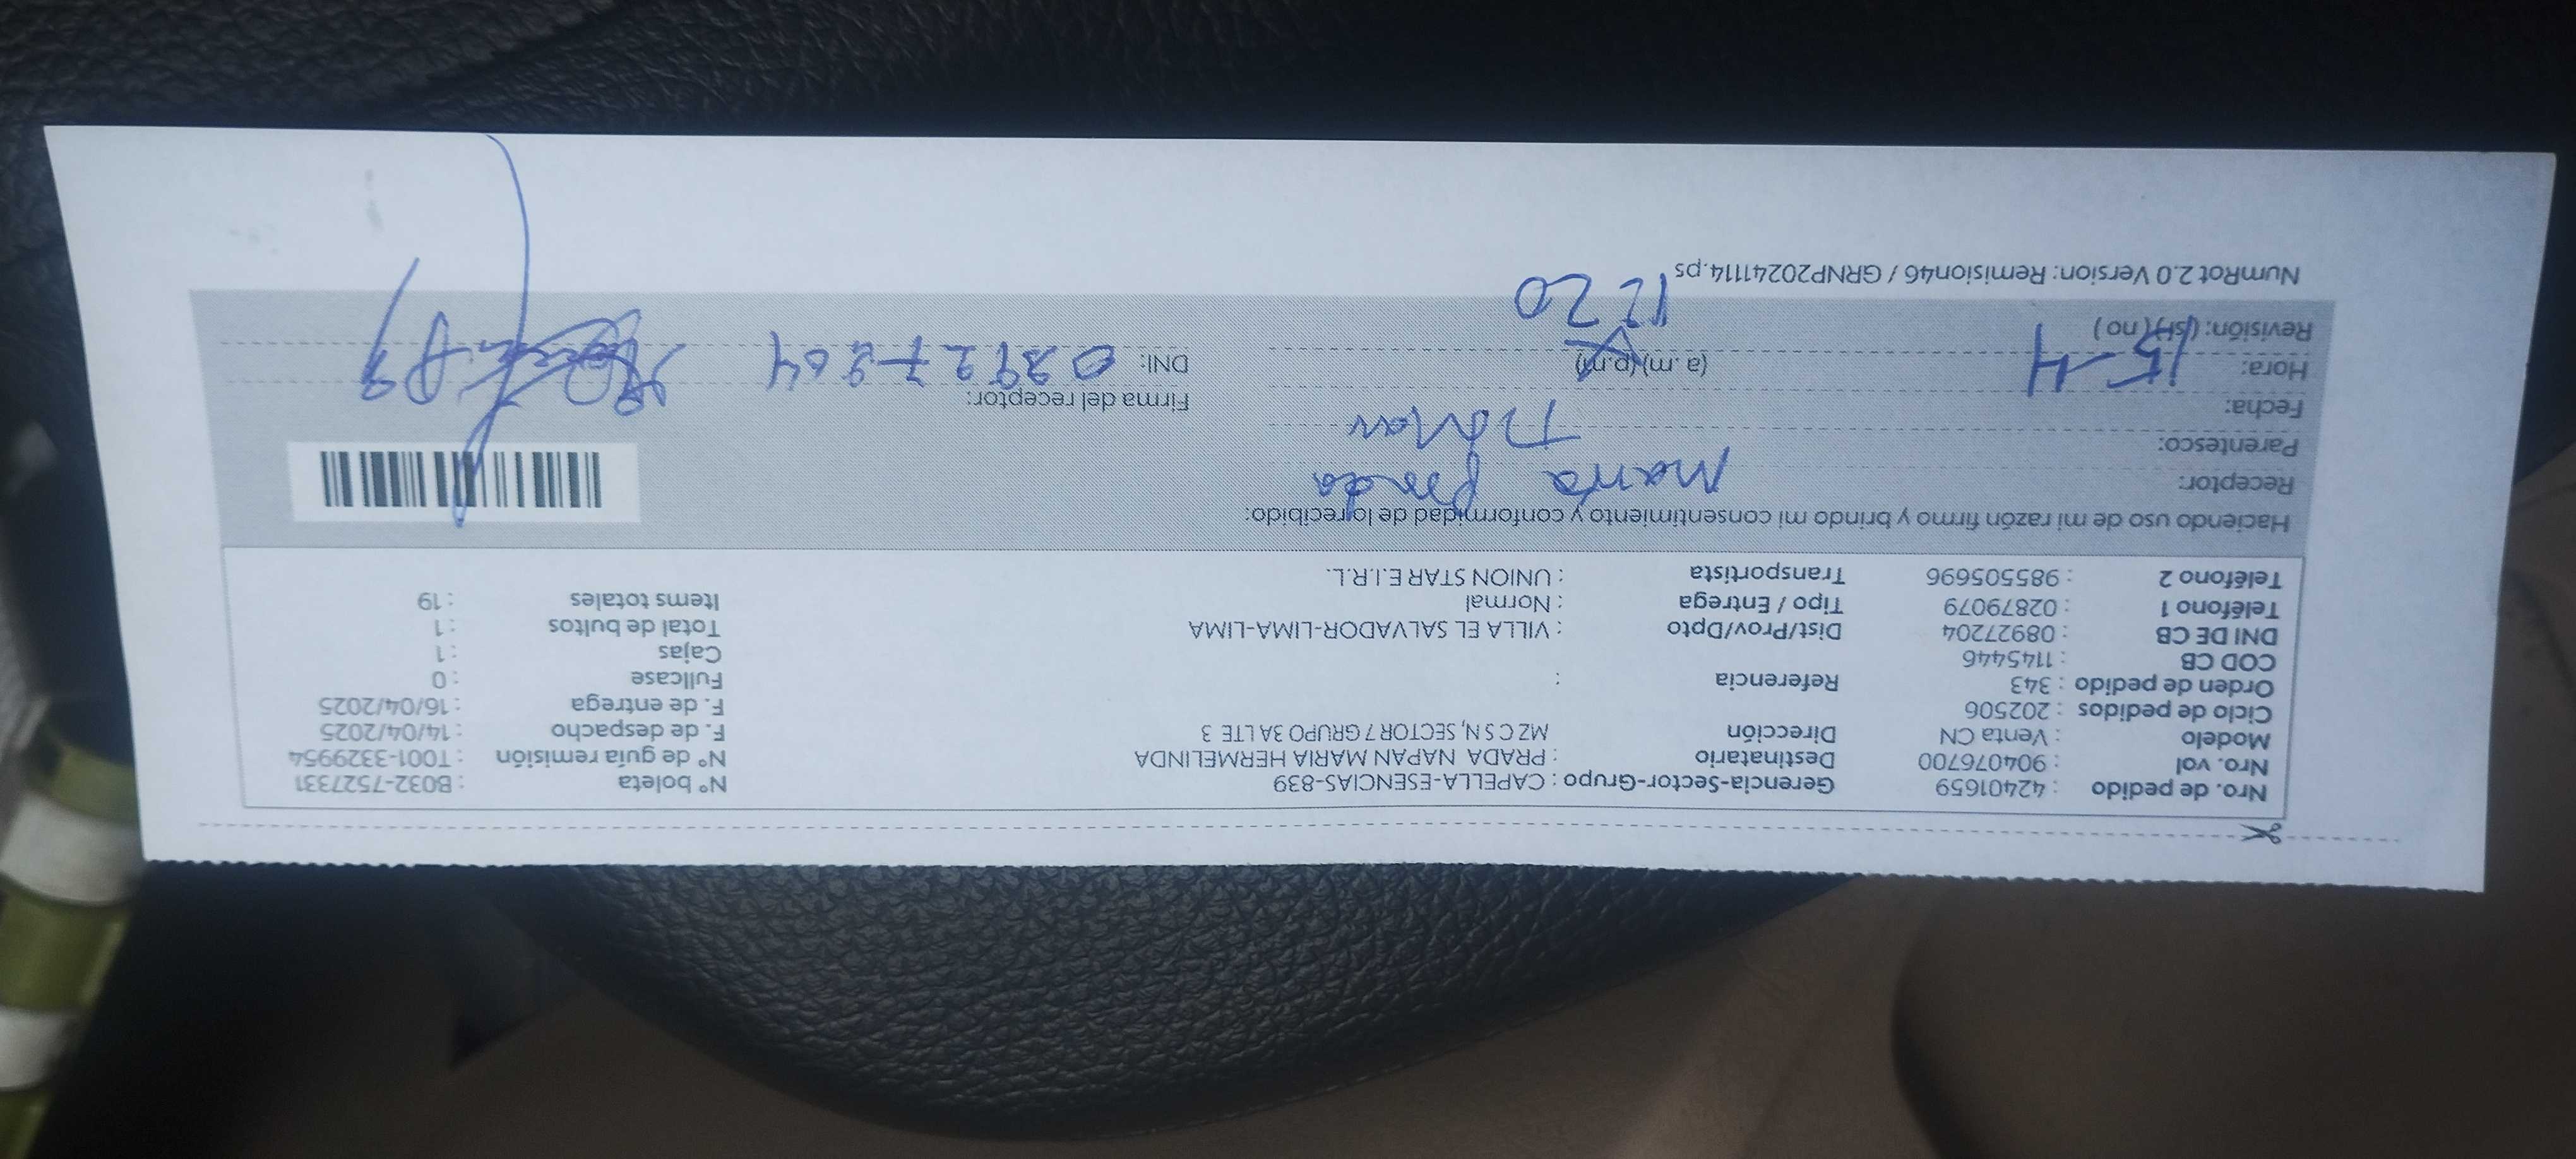 Nro. de pedido : 42401659 Gerencia-Sector-Grupo : CAPELLA-ESENCIAS-839 N° boleta : B032-7527331
Nro. vol : 904076700 Destinatario : PRADA NAPAN MARIA HERMELINDA N° de guía remisión : T001-3329954
Modelo : Venta CN Dirección MZ C S N, SECTOR 7 GRUPO 3A LTE 3 F. de despacho : 14/04/2025
Ciclo de pedidos : 202506 F. de entrega : 16/04/2025
Orden de pedido : 343 Referencia : Fullcase : 0
COD CB : 1145446 Cajas : 1
DNI DE CB : 08927204 Dist/Prov/Dpto : VILLA EL SALVADOR-LIMA-LIMA Total de bultos : 1
Teléfono 1 : 02879079 Tipo / Entrega : Normal Items totales : 19
Teléfono 2 : 985505696 Transportista : UNION STAR E.I.R.L.
Haciendo uso de mi razón firmo y brindo mi consentimiento y conformidad de lo recibido:
Receptor: Maria prada
Parentesco: Titular
Fecha: 15-4 Firma del receptor:
Hora: (a.m) (p.m) DNI:
Revisión: (si) (no) 12 20
NumRot 2.0 Version: Remision46 / GRNP20241114.ps